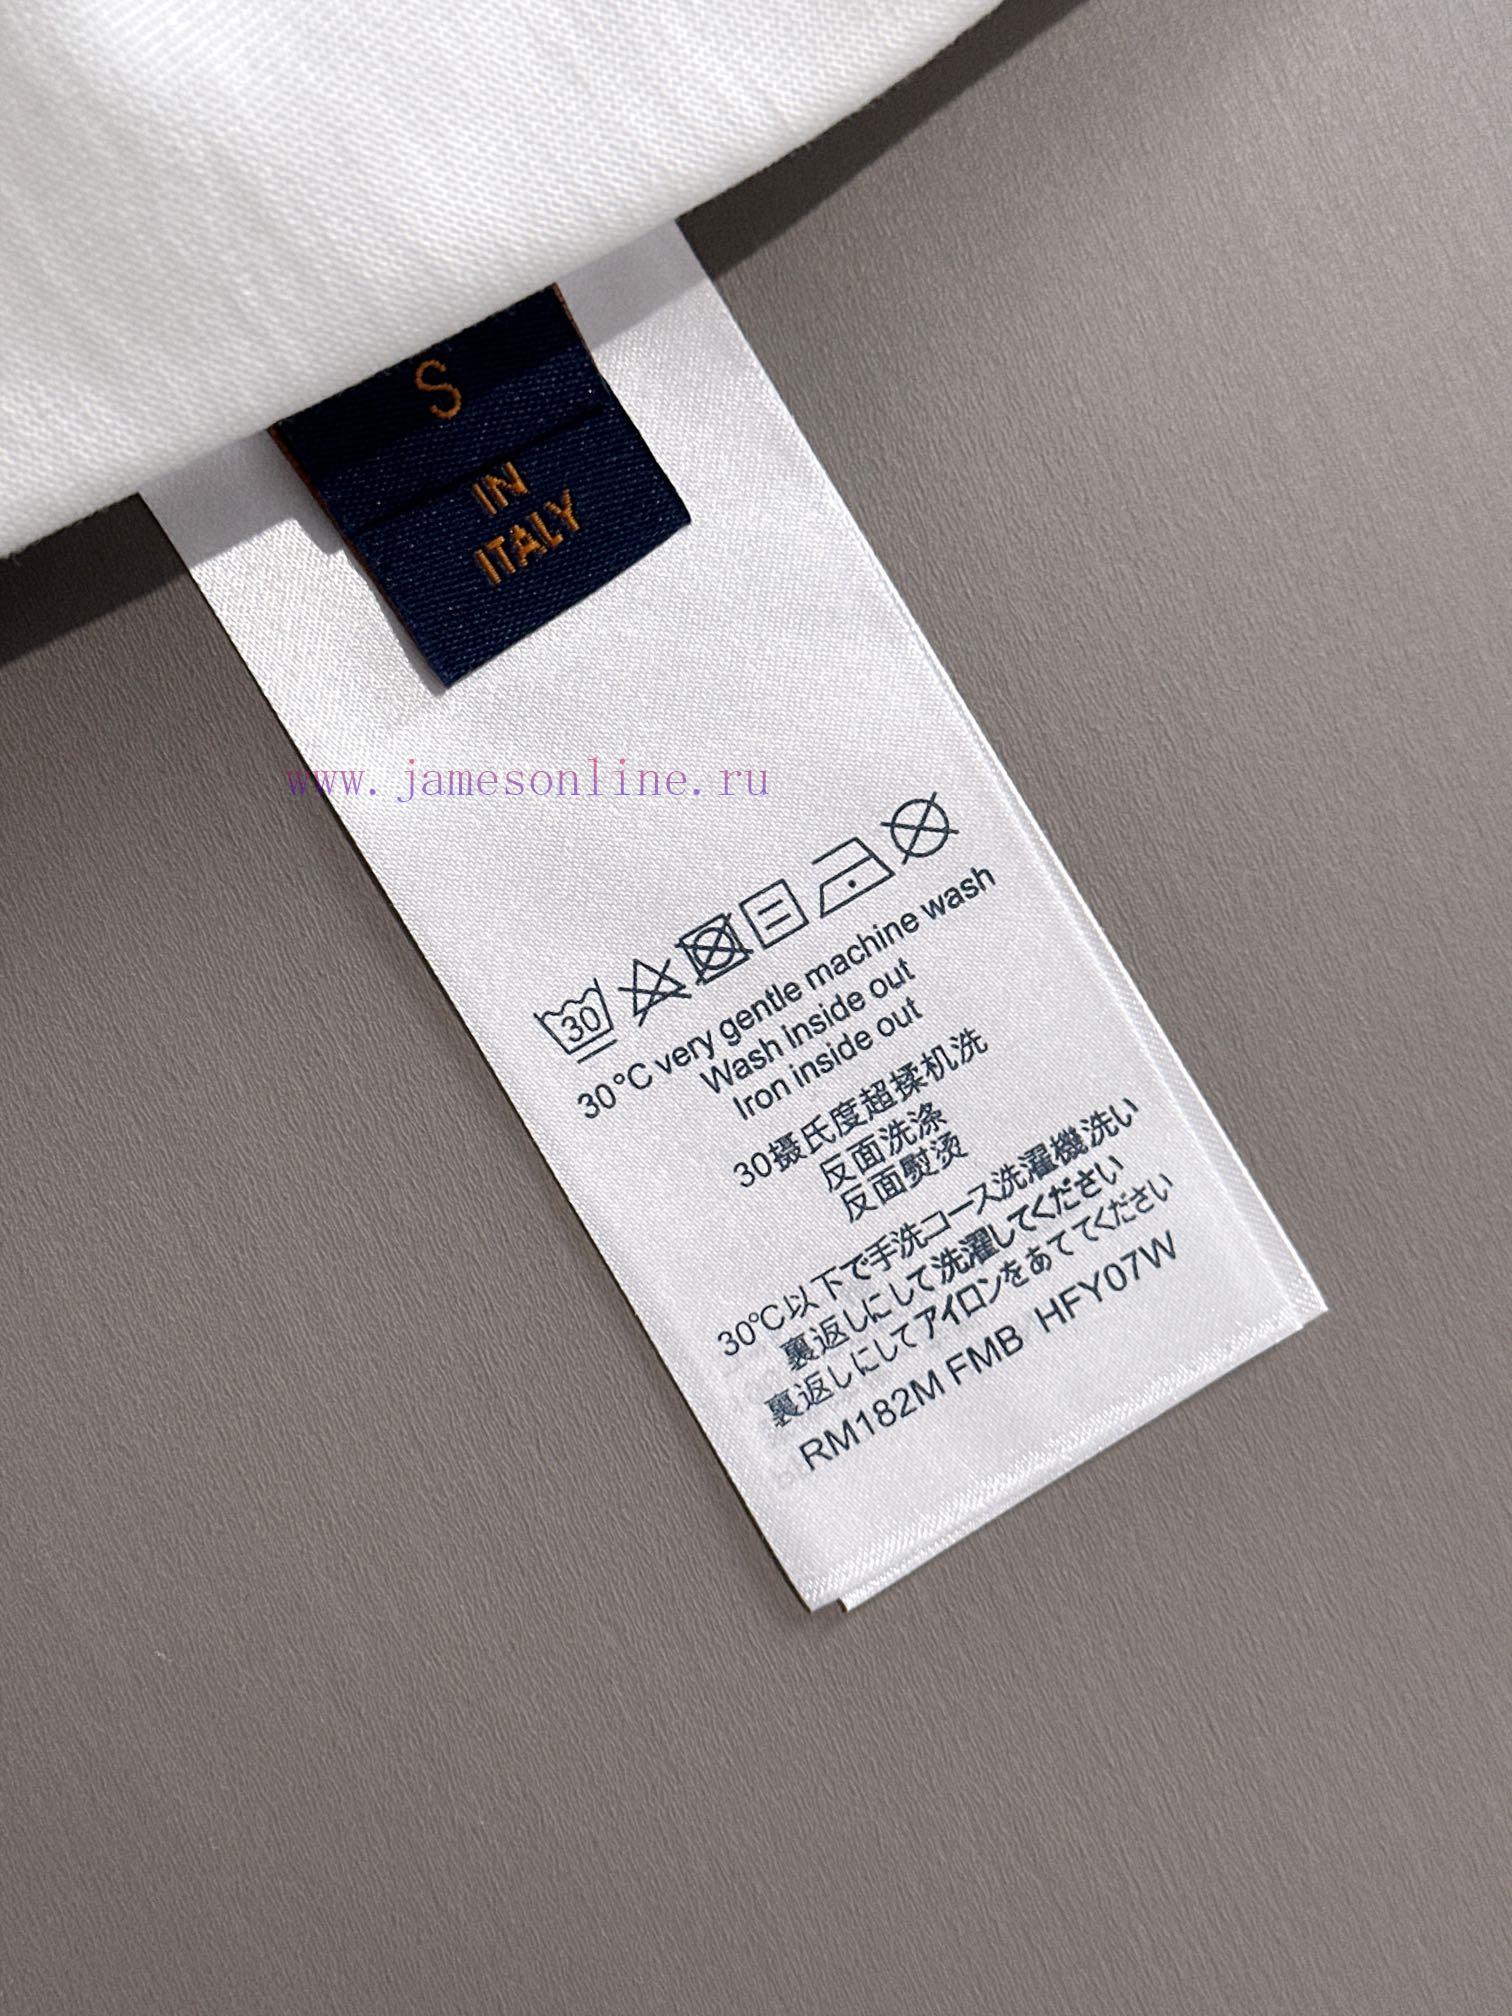 S
IN
ITALY
www.jamesonline.ru
30
30°C very gentle machine wash
Wash inside out
Iron inside out
30摄氏度超揉机洗
反面洗涤
反面熨烫
30℃以下で手洗コース洗濯機洗い
裏返しにして洗濯してください
裏返しにしてアイロンをあててください
RM182M FMB HFY07W